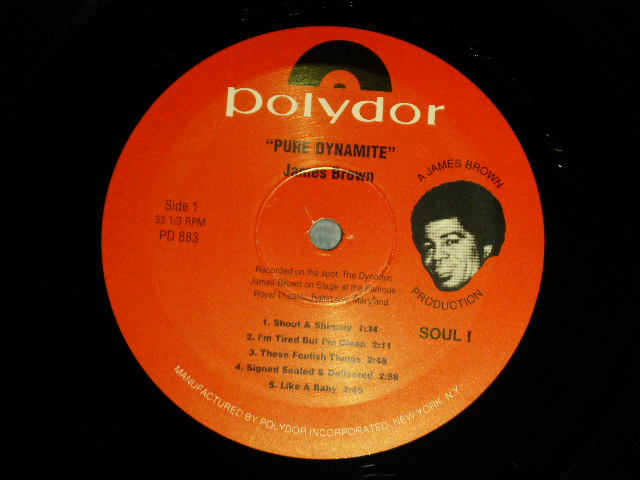 polydor
"PURE DYNAMITE"
James Brown
Side 1
33 1/3 RPM
PD 883
A JAMES BROWN
PRODUCTION
SOUL I
Recorded on the spot. The Dynamic
James Brown on Stage at the Famous
Royal Theatre, Baltimore, Maryland.
1. Shout & Shimmy 1:34
2. I'm Tired But I'm Clean 2:11
3. These Foolish Things 2:48
4. Signed Sealed & Delivered 2:58
5. Like A Baby 2:49
MANUFACTURED BY POLYDOR INCORPORATED, NEW YORK, N.Y.